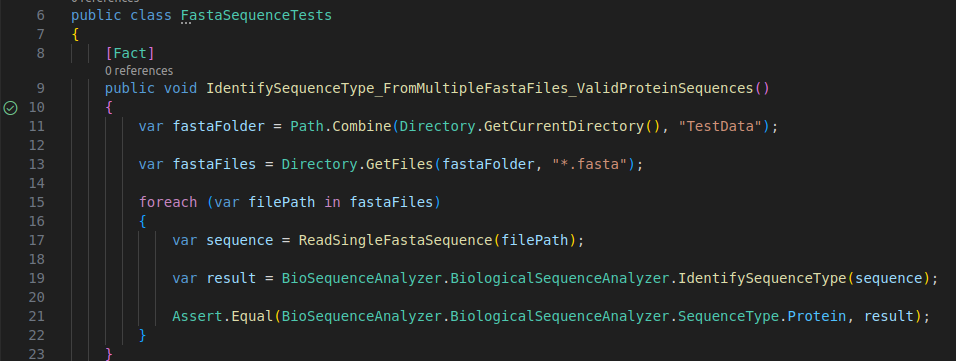 0 references
6 public class FastaSequenceTests
7 {
8 [Fact]
0 references
9 public void IdentifySequenceType_FromMultipleFastaFiles_ValidProteinSequences()
10 {
11 var fastaFolder = Path.Combine(Directory.GetCurrentDirectory(), "TestData");
12
13 var fastaFiles = Directory.GetFiles(fastaFolder, "*.fasta");
14
15 foreach (var filePath in fastaFiles)
16 {
17 var sequence = ReadSingleFastaSequence(filePath);
18
19 var result = BioSequenceAnalyzer.BiologicalSequenceAnalyzer.IdentifySequenceType(sequence);
20
21 Assert.Equal(BioSequenceAnalyzer.BiologicalSequenceAnalyzer.SequenceType.Protein, result);
22 }
23 }